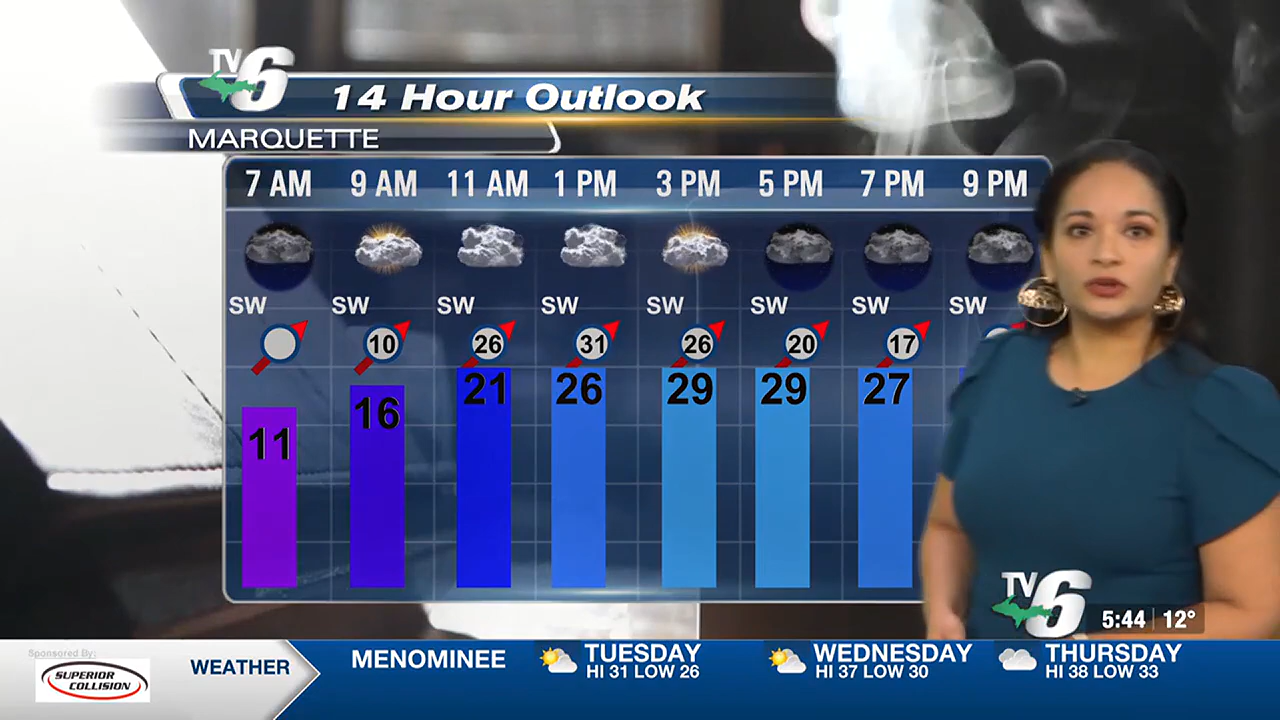 TV6
14 Hour Outlook
MARQUETTE
7 AM 9 AM 11 AM 1 PM 3 PM 5 PM 7 PM 9 PM
SW SW SW SW SW SW SW SW
10 26 31 26 20 17
11 16 21 26 29 29 27
TV6
5:44 12°
Sponsored By:
SUPERIOR
COLLISION
WEATHER
MENOMINEE
TUESDAY
HI 31 LOW 26
WEDNESDAY
HI 37 LOW 30
THURSDAY
HI 38 LOW 33